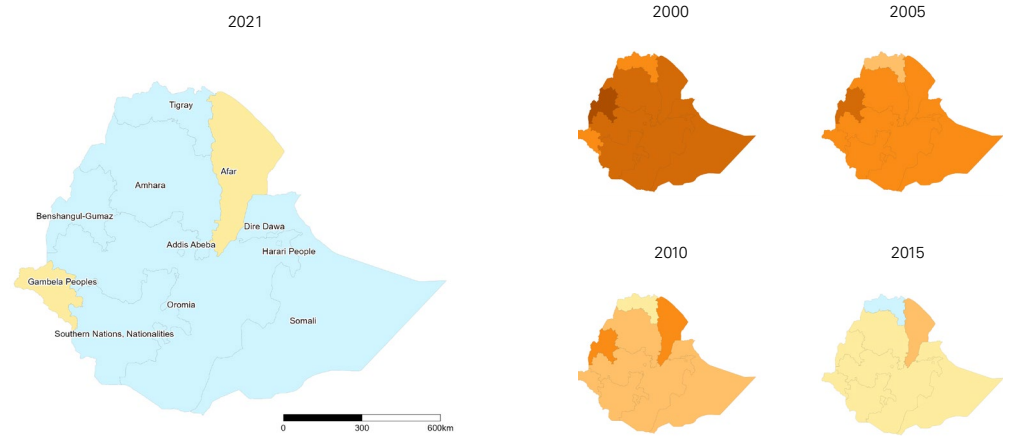 2021
Tigray
Afar
Amhara
Benshangul-Gumaz
Dire Dawa
Addis Abeba
Harari People
Gambela Peoples
Oromia
Somali
Southern Nations, Nationalities
0 300 600km
2000
2005
2010
2015